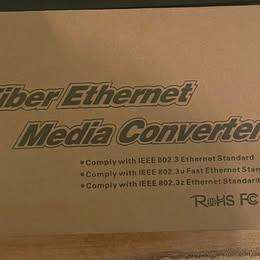 iber Ethernet
Media Converter
*Comply with IEEE 802.3 Ethernet Standard
*Comply with IEEE 802.3u Fast Ethernet Stan
*Comply with IEEE 802.3z Ethernet Standard
RoHS FC